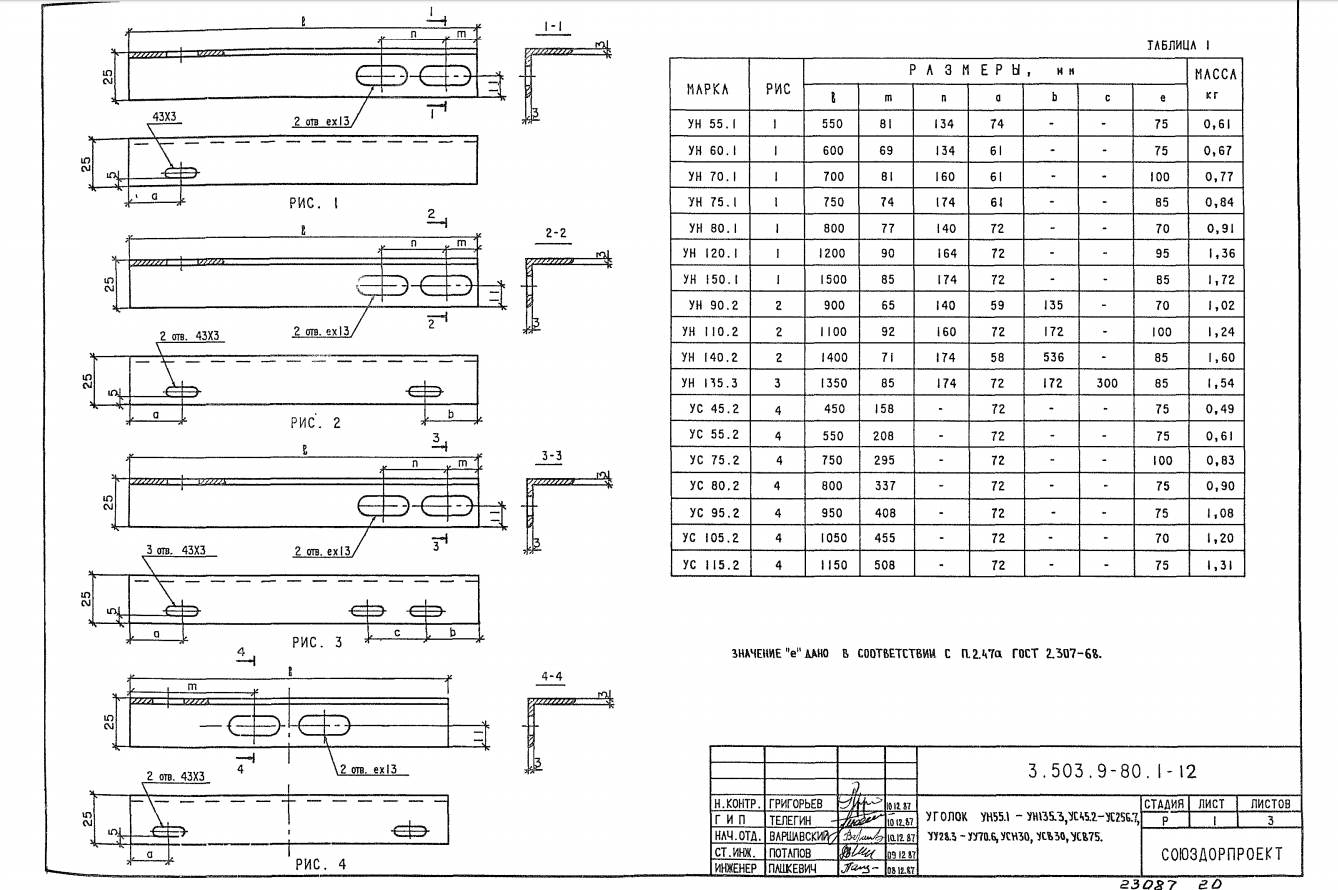 1
ℓ
n
m
1-1
3
25
11
3
2 отв ех13
1
43Х3
25
5
a
РИС. 1
2
ℓ
n
m
2-2
3
25
11
3
2 отв. ех13
2
2 отв. 43Х3
25
5
a
b
РИС. 2
3
ℓ
n
m
3-3
3
25
11
3
2 отв. ех13
3
3 отв. 43Х3
25
5
a
c
b
РИС. 3
4
ℓ
m
4-4
3
25
11
3
4
2 отв. ех13
2 отв. 43Х3
25
5
a
РИС. 4
ТАБЛИЦА 1
МАРКА РИС РАЗМЕРЫ, мм МАССА кг
ℓ m n a b c e
УН 55.1 1 550 81 134 74 - - 75 0,61
УН 60.1 1 600 69 134 61 - - 75 0,67
УН 70.1 1 700 81 160 61 - - 100 0,77
УН 75.1 1 750 74 174 61 - - 85 0,84
УН 80.1 1 800 77 140 72 - - 70 0,91
УН 120.1 1 1200 90 164 72 - - 95 1,36
УН 150.1 1 1500 85 174 72 - - 85 1,72
УН 90.2 2 900 65 140 59 135 - 70 1,02
УН 110.2 2 1100 92 160 72 172 - 100 1,24
УН 140.2 2 1400 71 174 58 536 - 85 1,60
УН 135.3 3 1350 85 174 72 172 300 85 1,54
УС 45.2 4 450 158 - 72 - - 75 0,49
УС 55.2 4 550 208 - 72 - - 75 0,61
УС 75.2 4 750 295 - 72 - - 100 0,83
УС 80.2 4 800 337 - 72 - - 75 0,90
УС 95.2 4 950 408 - 72 - - 75 1,08
УС 105.2 4 1050 455 - 72 - - 70 1,20
УС 115.2 4 1150 508 - 72 - - 75 1,31
ЗНАЧЕНИЕ "е" ДАНО В СООТВЕТСТВИИ С П.2.47а ГОСТ 2.307-68.
3.503.9-80.1-12
Н.КОНТР. ГРИГОРЬЕВ 10 12 87
ГИП ТЕЛЕГИН 10 12.87
НАЧ.ОТД. ВАРШАВСКИЙ 10.12 87
СТ.ИНЖ. ПОТАПОВ 09 12 87
ИНЖЕНЕР ПАШКЕВИЧ 08 12.87
УГОЛОК УН55.1 - УН135.3, УС45.2-УС256.7,
УУ28.3 - УУ70.6, УСН30, УСВ30, УСВ75.
СТАДИЯ ЛИСТ ЛИСТОВ
Р 1 3
СОЮЗДОРПРОЕКТ
23087 20